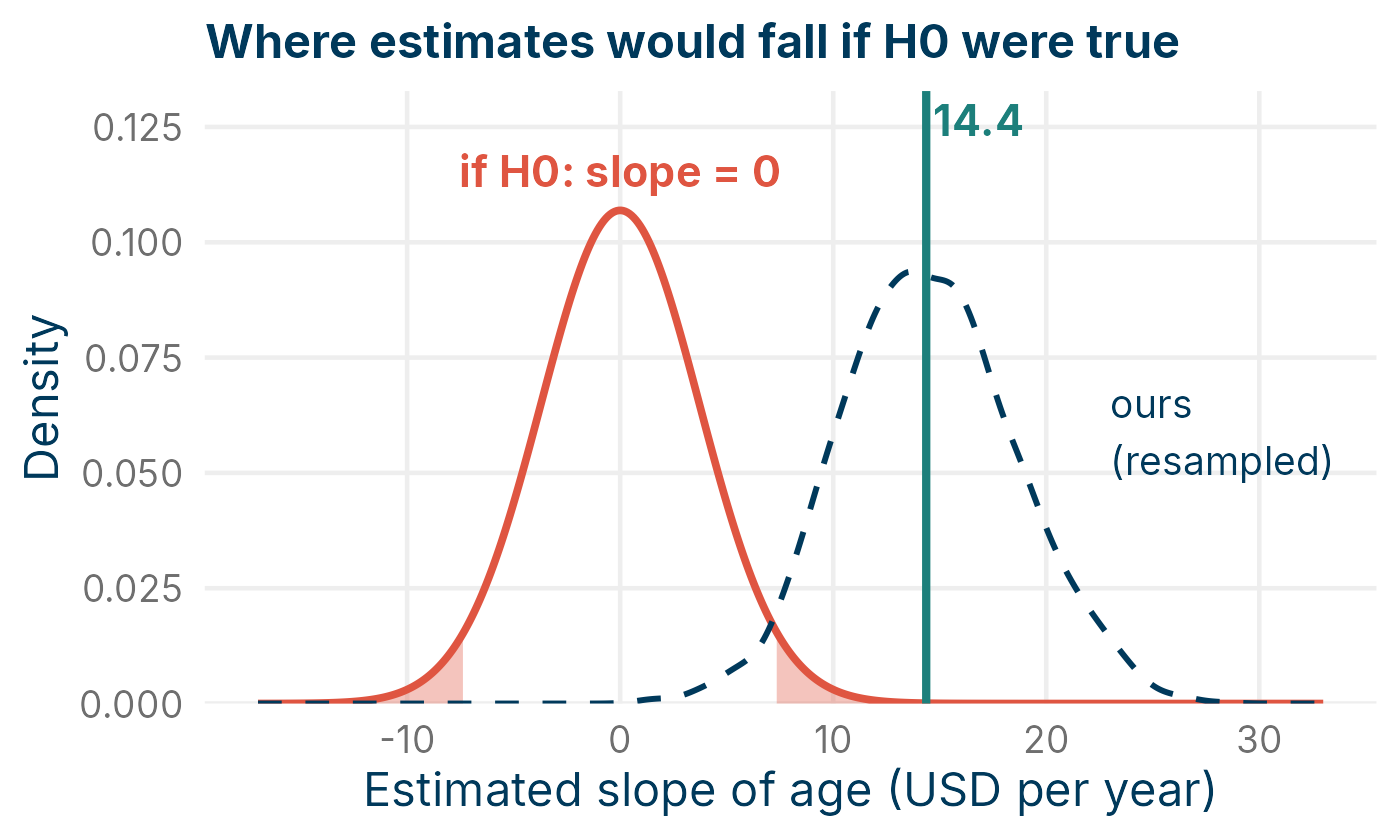 Where estimates would fall if H0 were true
14.4
if H0: slope = 0
ours
(resampled)
Density
0.125
0.100
0.075
0.050
0.025
0.000
-10 0 10 20 30
Estimated slope of age (USD per year)